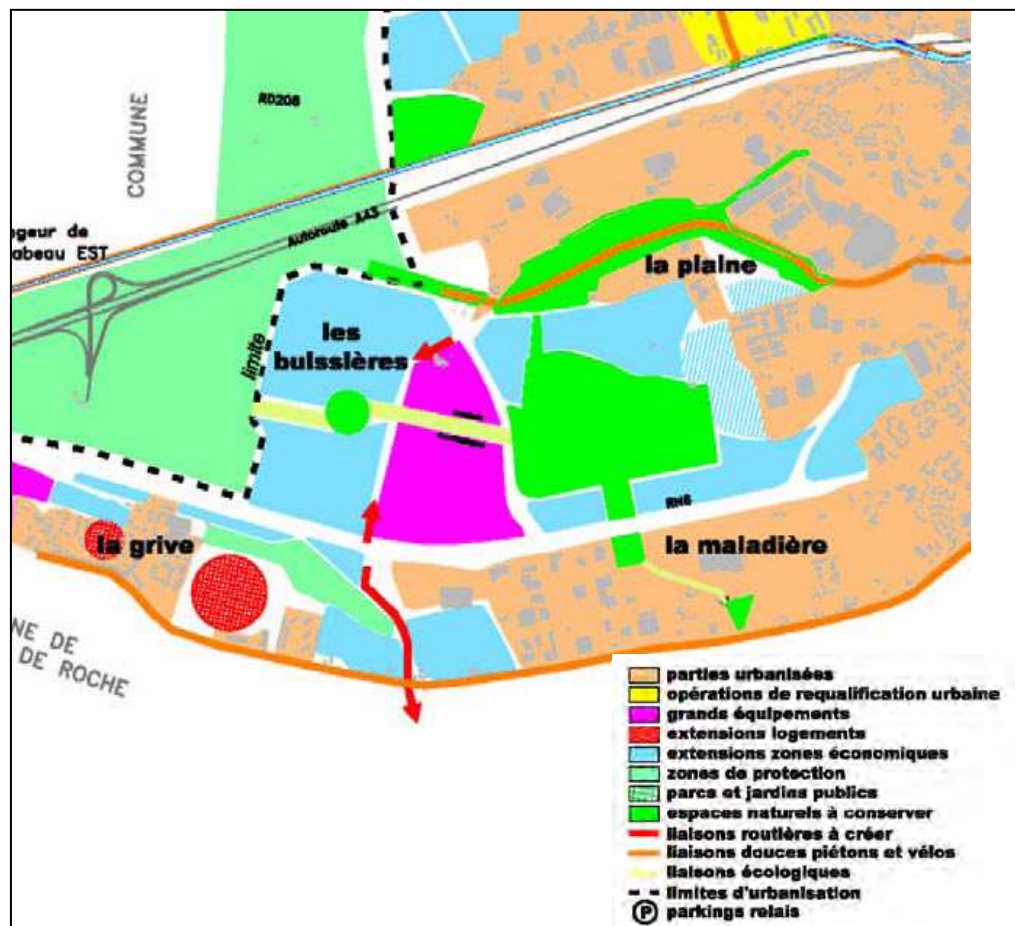 RD208
COMMUNE
Autoroute A43
geur de
abeau EST
la plaine
les
buissières
limite
RN6
la grive
la maladière
NE DE
DE ROCHE
parties urbanisées
opérations de requalification urbaine
grands équipements
extensions logements
extensions zones économiques
zones de protection
parcs et jardins publics
espaces naturels à conserver
liaisons routières à créer
liaisons douces piétons et vélos
liaisons écologiques
limites d'urbanisation
P parkings relais